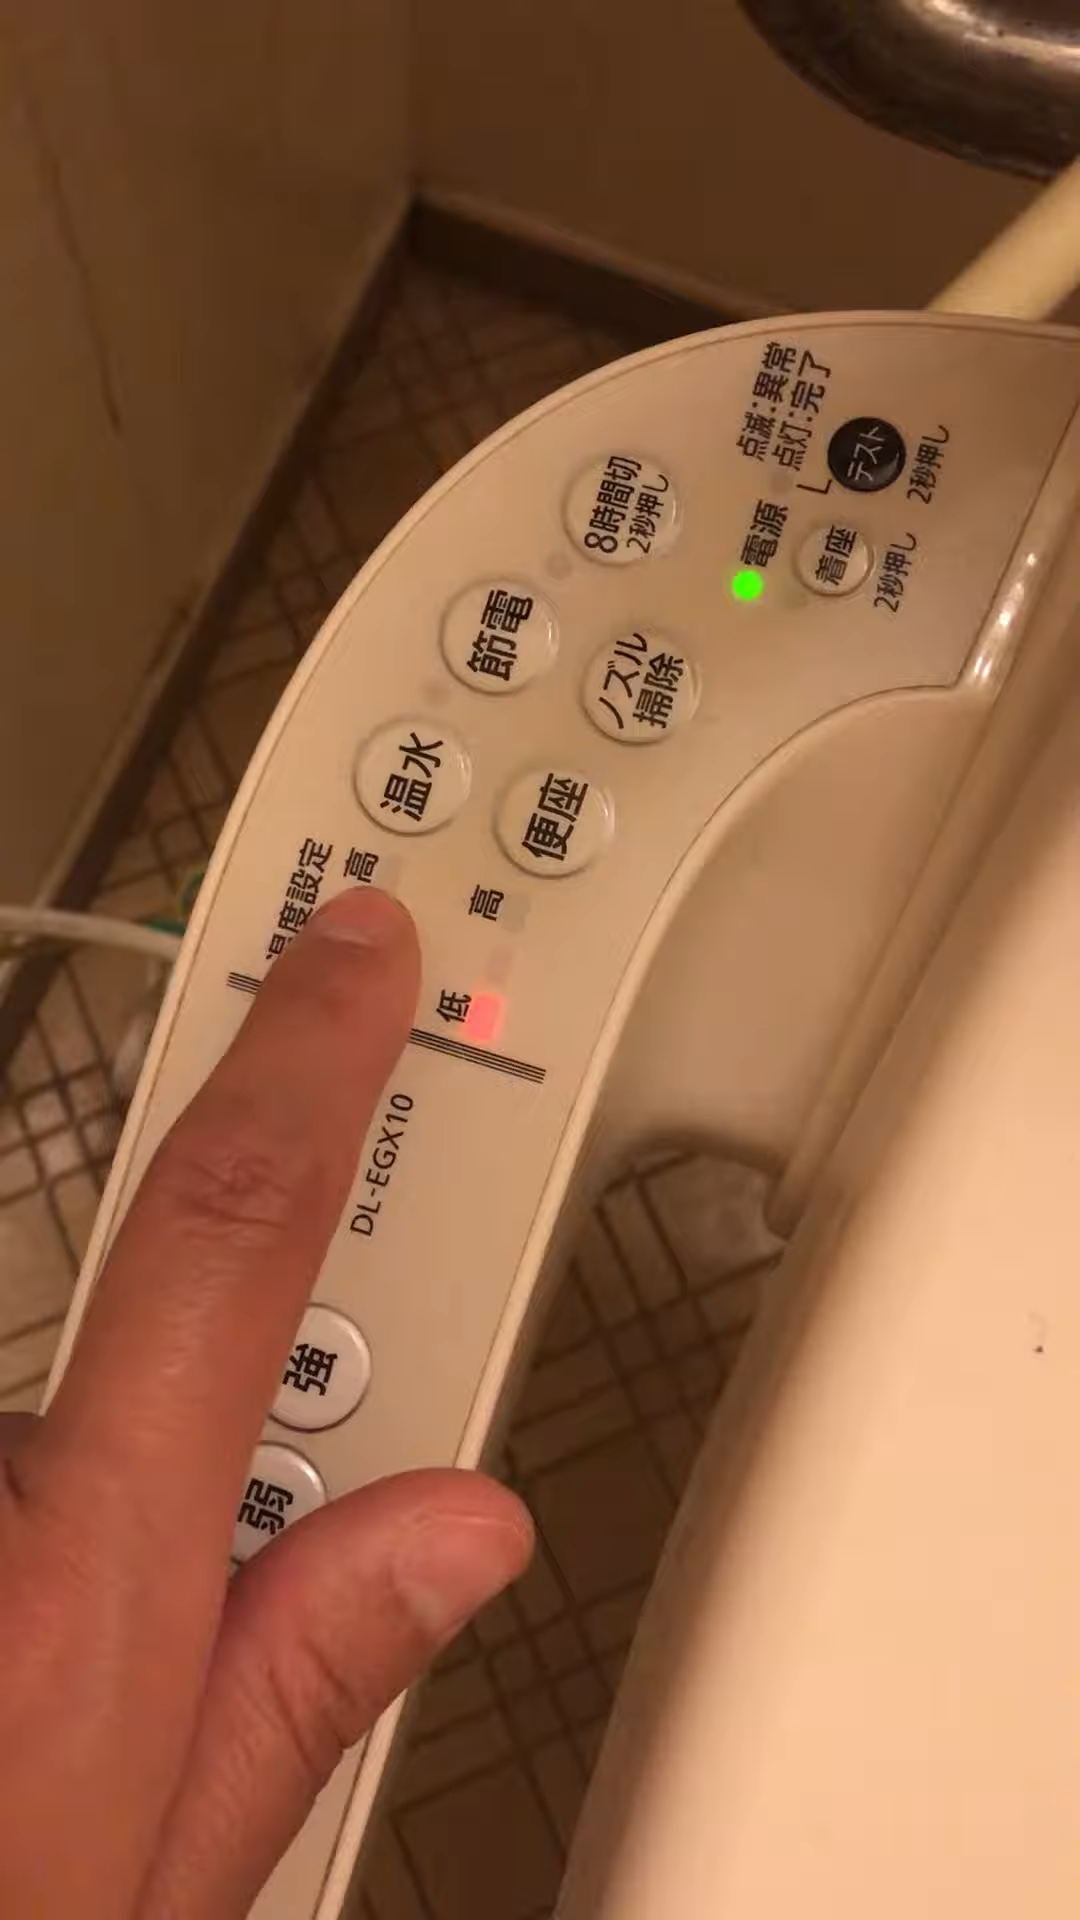 点滅:異常
点灯:完了
テスト
2秒押し
電源
着座
2秒押し
8時間切
2秒押し
節電
ノズル
掃除
温水
便座
温度設定
高
高
低
DL-EGX10
強
弱